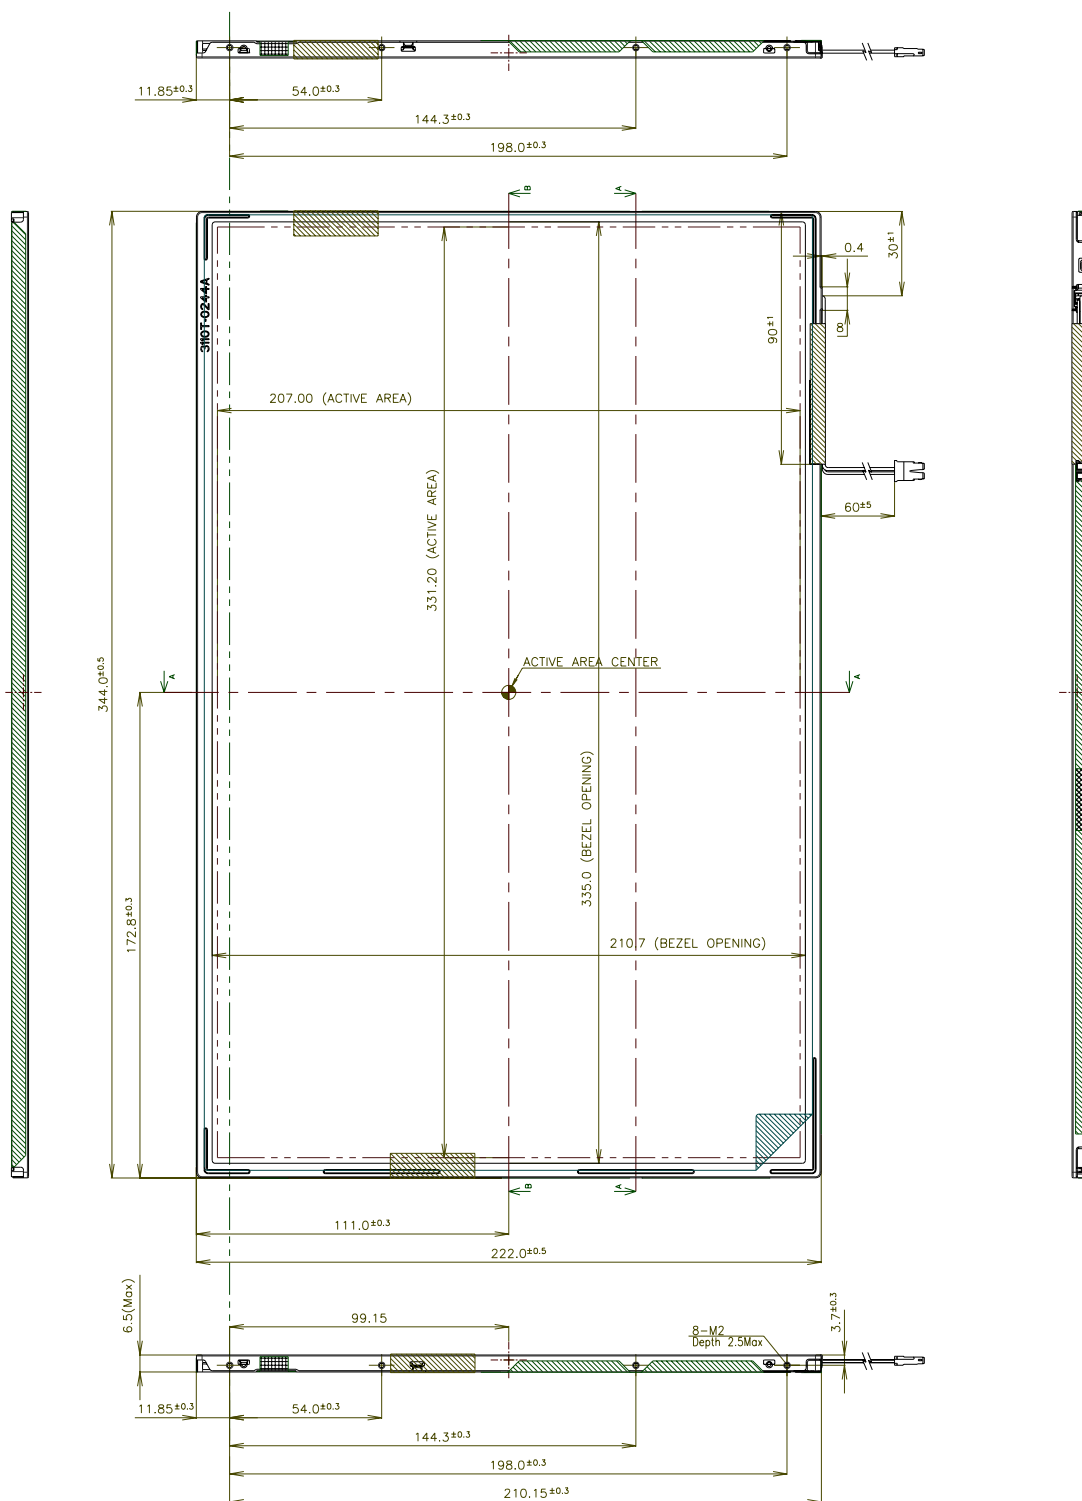 11.85±0.3
54.0±0.3
144.3±0.3
198.0±0.3
B
A
0.4
30±1
3110T-0244A
90±1
8
207.00 (ACTIVE AREA)
331.20 (ACTIVE AREA)
60±5
ACTIVE AREA CENTER
A
A
344.0±0.5
335.0 (BEZEL OPENING)
172.8±0.3
210.7 (BEZEL OPENING)
B
A
111.0±0.3
222.0±0.5
6.5(Max)
99.15
8-M2
Depth 2.5Max
3.7±0.3
11.85±0.3
54.0±0.3
144.3±0.3
198.0±0.3
210.15±0.3